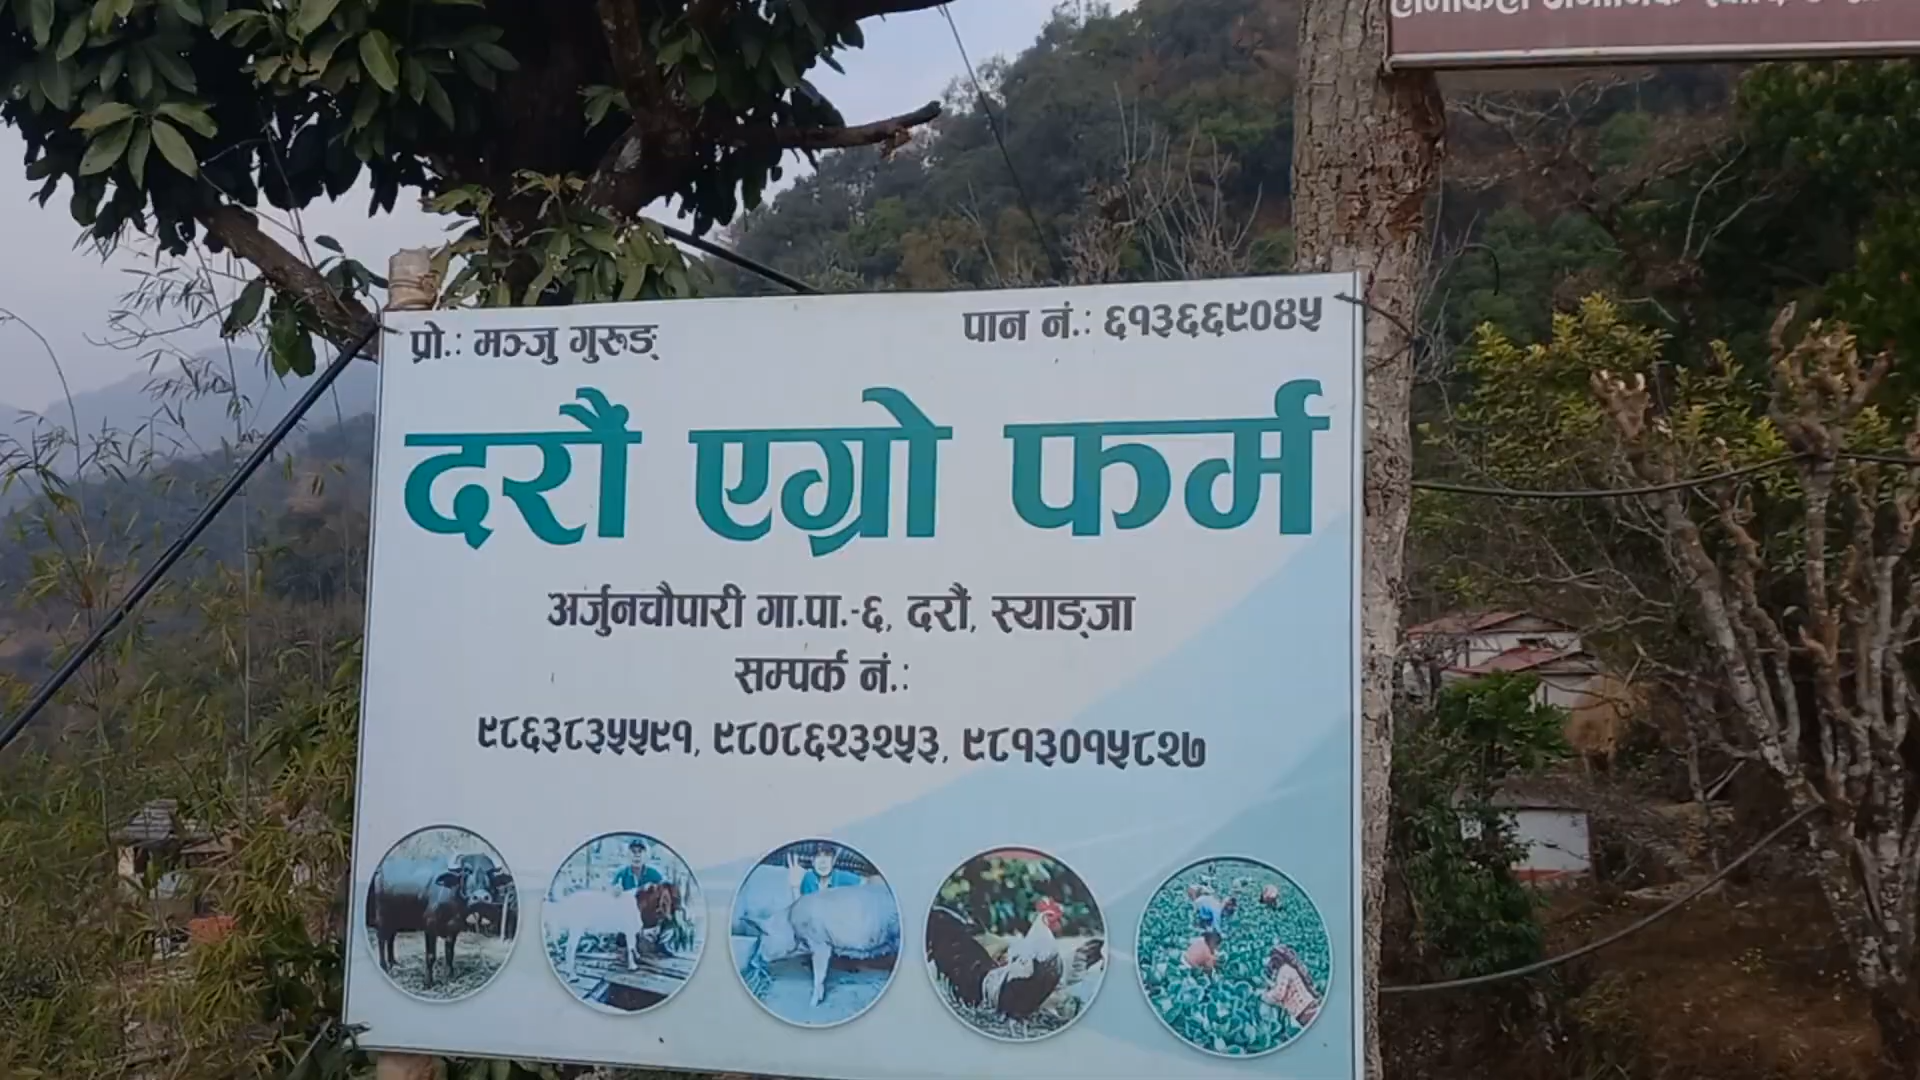 प्रो.: मञ्जु गुरुङ्
पान नं.: ६१३६६९०४५
दरौं एग्रो फर्म
अर्जुनचौपारी गा.पा.-६, दरौं, स्याङ्जा
सम्पर्क नं.:
९८६३८३५५९१, ९८०८६२३२५३, ९८१३०१५८२७